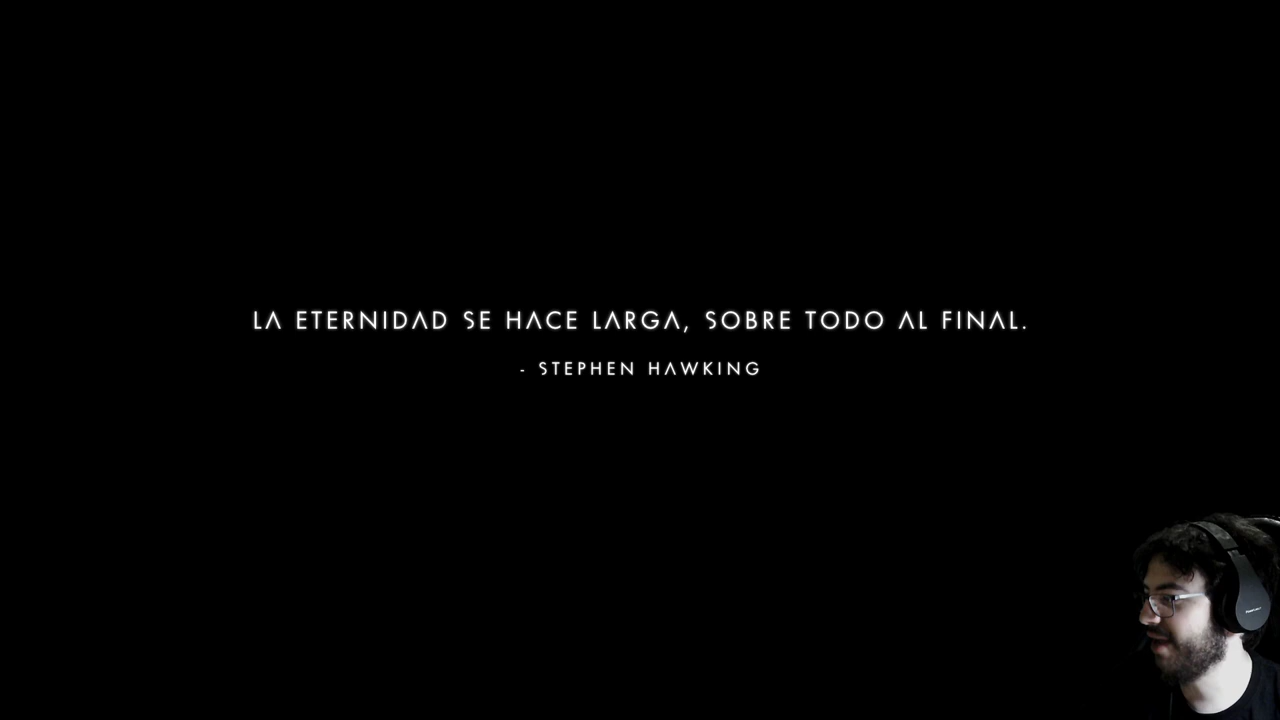 LA ETERNIDAD SE HACE LARGA, SOBRE TODO AL FINAL.
- STEPHEN HAWKING